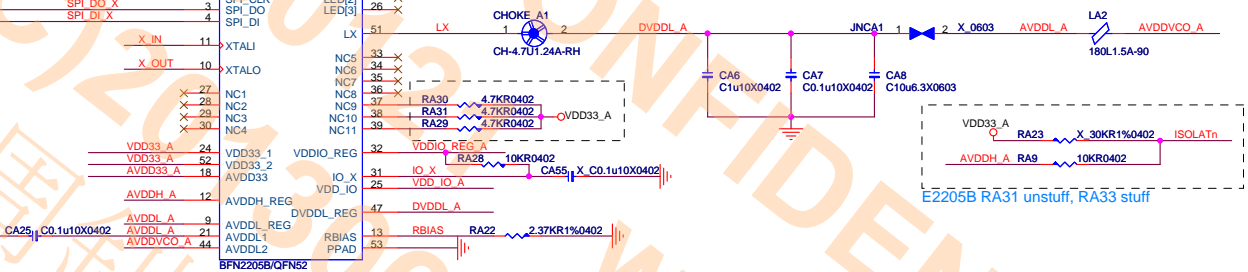 SPI_DO_X 3 SPI_DO
SPI_DI_X 4 SPI_DI
LED[3] 26
X_IN 11 XTALI
X_OUT 10 XTALO
27 NC1
28 NC2
29 NC3
30 NC4
VDD33_A 24 VDD33_1
VDD33_A 52 VDD33_2
AVDD33_A 18 AVDD33
AVDDH_A 12 AVDDH_REG
AVDDL_A 9 AVDDL_REG
CA25 C0.1u10X0402 AVDDL_A 21 AVDDL1
AVDDVCO_A 44 AVDDL2
BFN2205B/QFN52
LX 51 LX
NC5 33
NC6 34
NC7 35
NC8 36
NC9 37
NC10 38
NC11 39
VDDIO_REG 32 VDDIO_REG_A
IO_X 31 IO_X
VDD_IO 25 VDD_IO_A
DVDDL_REG 47 DVDDL_A
RBIAS 13 RBIAS RA22 2.37KR1%0402
PPAD 53
RA30 4.7KR0402
RA31 4.7KR0402
RA29 4.7KR0402
VDD33_A
RA28 10KR0402
CA55 X_C0.1u10X0402
CHOKE_A1
1 2
CH-4.7U1.24A-RH
DVDDL_A
JNCA1 1 2 X_0603
AVDDL_A
LA2
180L1.5A-90
AVDDVCO_A
CA6
C1u10X0402
CA7
C0.1u10X0402
CA8
C10u6.3X0603
VDD33_A
RA23 X_30KR1%0402 ISOLATn
AVDDH_A RA9 10KR0402
E2205B RA31 unstuff, RA33 stuff